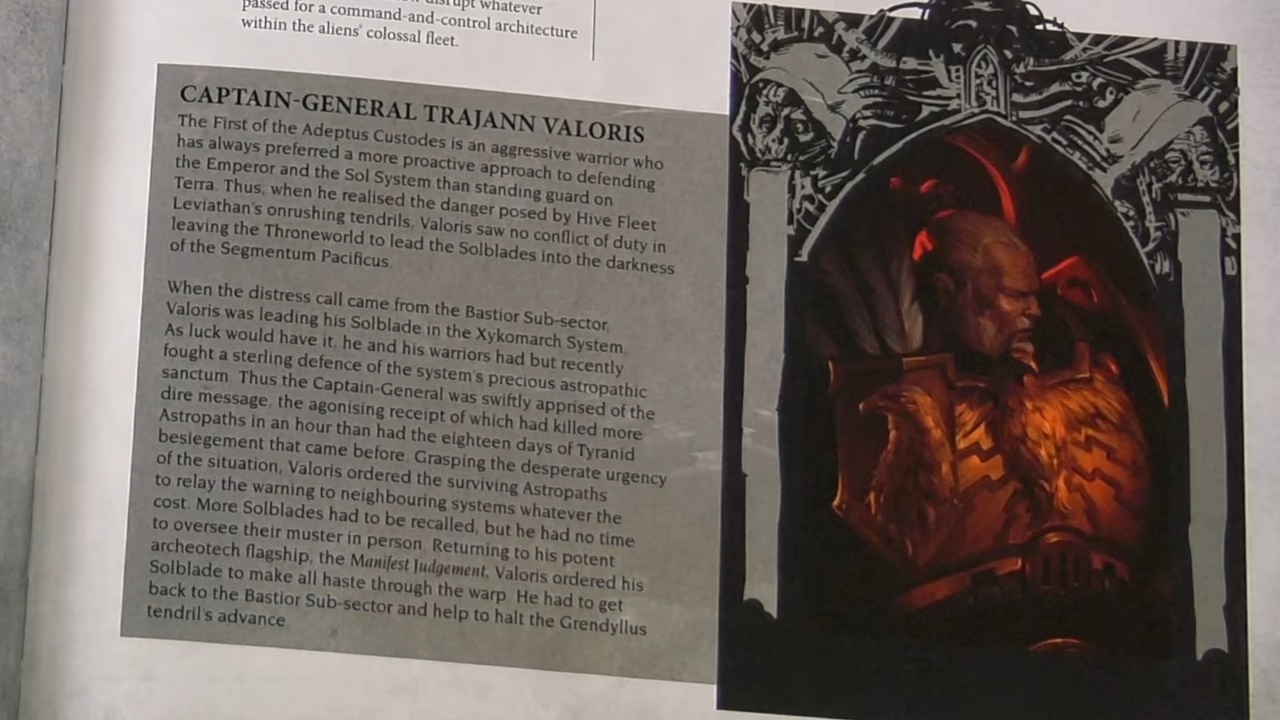 disrupt whatever
passed for a command-and-control architecture
within the aliens' colossal fleet.
CAPTAIN-GENERAL TRAJANN VALORIS
The First of the Adeptus Custodes is an aggressive warrior who
has always preferred a more proactive approach to defending
the Emperor and the Sol System than standing guard on
Terra. Thus, when he realised the danger posed by Hive Fleet
Leviathan's onrushing tendrils, Valoris saw no conflict of duty in
leaving the Throneworld to lead the Solblades into the darkness
of the Segmentum Pacificus.
When the distress call came from the Bastior Sub-sector,
Valoris was leading his Solblade in the Xykomarch System.
As luck would have it, he and his warriors had but recently
fought a sterling defence of the system's precious astropathic
sanctum. Thus the Captain-General was swiftly apprised of the
dire message, the agonising receipt of which had killed more
Astropaths in an hour than had the eighteen days of Tyranid
besiegement that came before. Grasping the desperate urgency
of the situation, Valoris ordered the surviving Astropaths
to relay the warning to neighbouring systems whatever the
cost. More Solblades had to be recalled, but he had no time
to oversee their muster in person. Returning to his potent
archeotech flagship, the Manifest Judgement, Valoris ordered his
Solblade to make all haste through the warp. He had to get
back to the Bastior Sub-sector and help to halt the Grendyllus
tendril's advance.